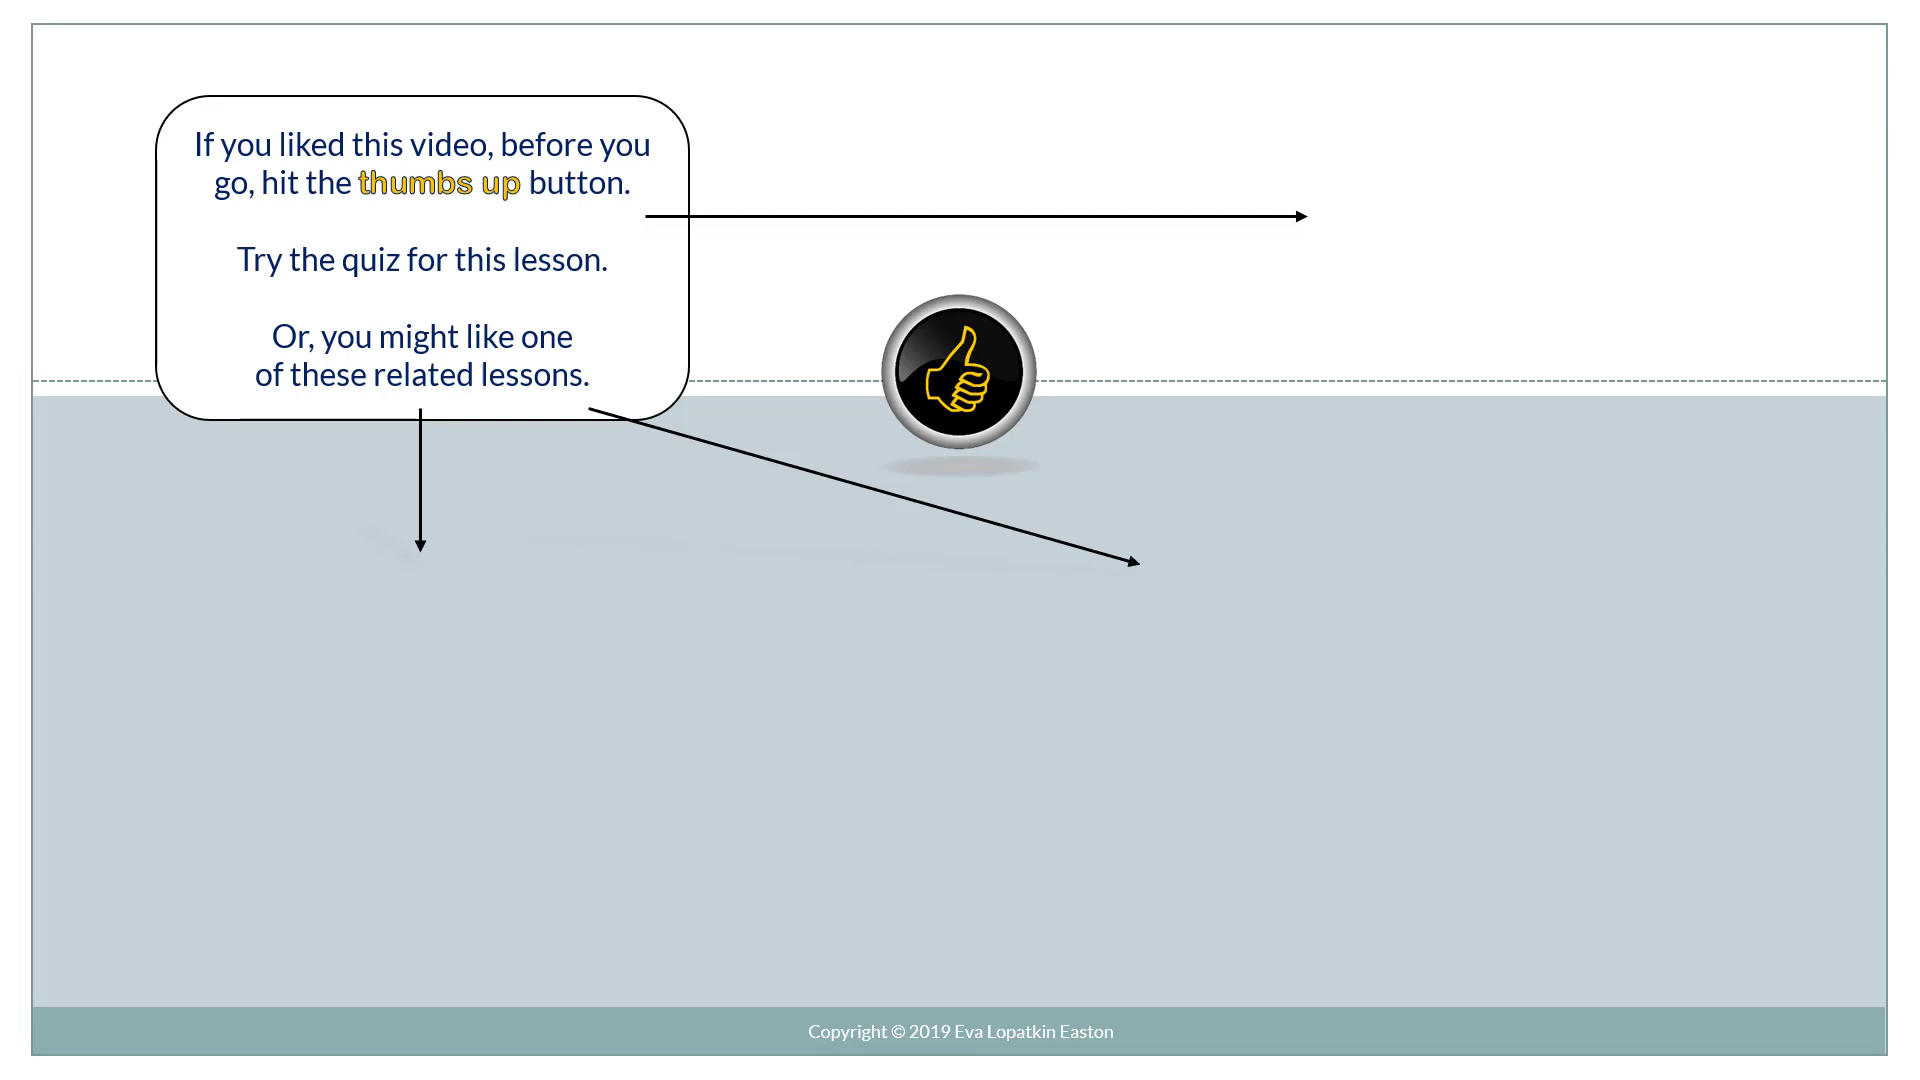 If you liked this video, before you
go, hit the thumbs up button.
Try the quiz for this lesson.
Or, you might like one
of these related lessons.
Copyright © 2019 Eva Lopatkin Easton